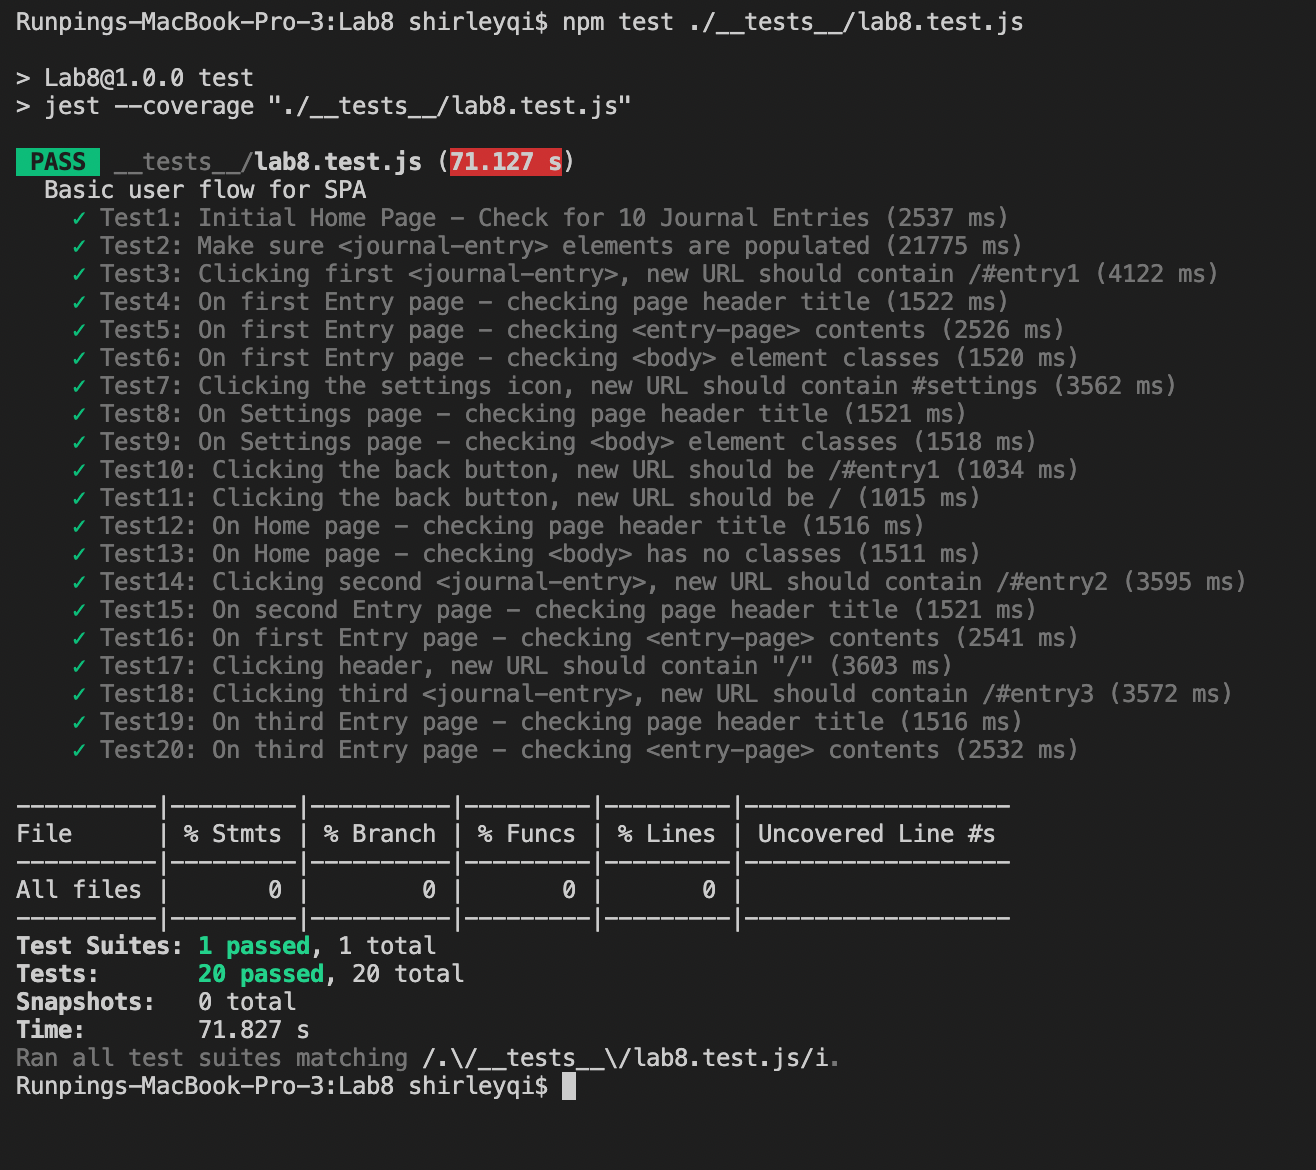 Runpings-MacBook-Pro-3:Lab8 shirleyqi$ npm test ./__tests__/lab8.test.js
> Lab8@1.0.0 test
> jest --coverage "./__tests__/lab8.test.js"
PASS __tests__/lab8.test.js (71.127 s)
Basic user flow for SPA
✓ Test1: Initial Home Page - Check for 10 Journal Entries (2537 ms)
✓ Test2: Make sure <journal-entry> elements are populated (21775 ms)
✓ Test3: Clicking first <journal-entry>, new URL should contain /#entry1 (4122 ms)
✓ Test4: On first Entry page - checking page header title (1522 ms)
✓ Test5: On first Entry page - checking <entry-page> contents (2526 ms)
✓ Test6: On first Entry page - checking <body> element classes (1520 ms)
✓ Test7: Clicking the settings icon, new URL should contain #settings (3562 ms)
✓ Test8: On Settings page - checking page header title (1521 ms)
✓ Test9: On Settings page - checking <body> element classes (1518 ms)
✓ Test10: Clicking the back button, new URL should be /#entry1 (1034 ms)
✓ Test11: Clicking the back button, new URL should be / (1015 ms)
✓ Test12: On Home page - checking page header title (1516 ms)
✓ Test13: On Home page - checking <body> has no classes (1511 ms)
✓ Test14: Clicking second <journal-entry>, new URL should contain /#entry2 (3595 ms)
✓ Test15: On second Entry page - checking page header title (1521 ms)
✓ Test16: On first Entry page - checking <entry-page> contents (2541 ms)
✓ Test17: Clicking header, new URL should contain "/" (3603 ms)
✓ Test18: Clicking third <journal-entry>, new URL should contain /#entry3 (3572 ms)
✓ Test19: On third Entry page - checking page header title (1516 ms)
✓ Test20: On third Entry page - checking <entry-page> contents (2532 ms)
----------|---------|----------|---------|---------|-------------------
File      | % Stmts | % Branch | % Funcs | % Lines | Uncovered Line #s
----------|---------|----------|---------|---------|-------------------
All files |       0 |        0 |       0 |       0 |
----------|---------|----------|---------|---------|-------------------
Test Suites: 1 passed, 1 total
Tests:       20 passed, 20 total
Snapshots:   0 total
Time:        71.827 s
Ran all test suites matching /.\/__tests__\/lab8.test.js/i.
Runpings-MacBook-Pro-3:Lab8 shirleyqi$